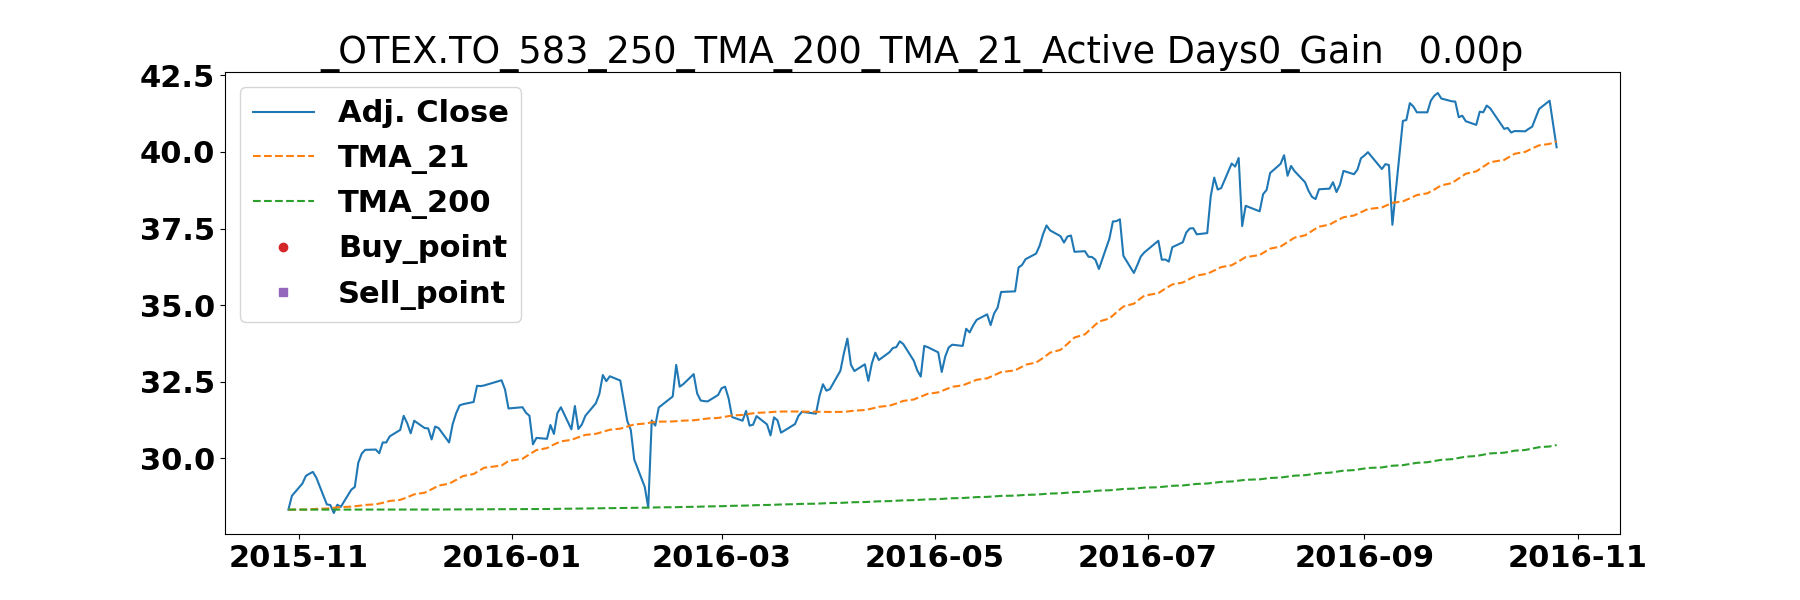 _OTEX.TO_583_250_TMA_200_TMA_21_Active Days0_Gain   0.00p
42.5
40.0
37.5
35.0
32.5
30.0
Adj. Close
TMA_21
TMA_200
Buy_point
Sell_point
2015-11 2016-01 2016-03 2016-05 2016-07 2016-09 2016-11